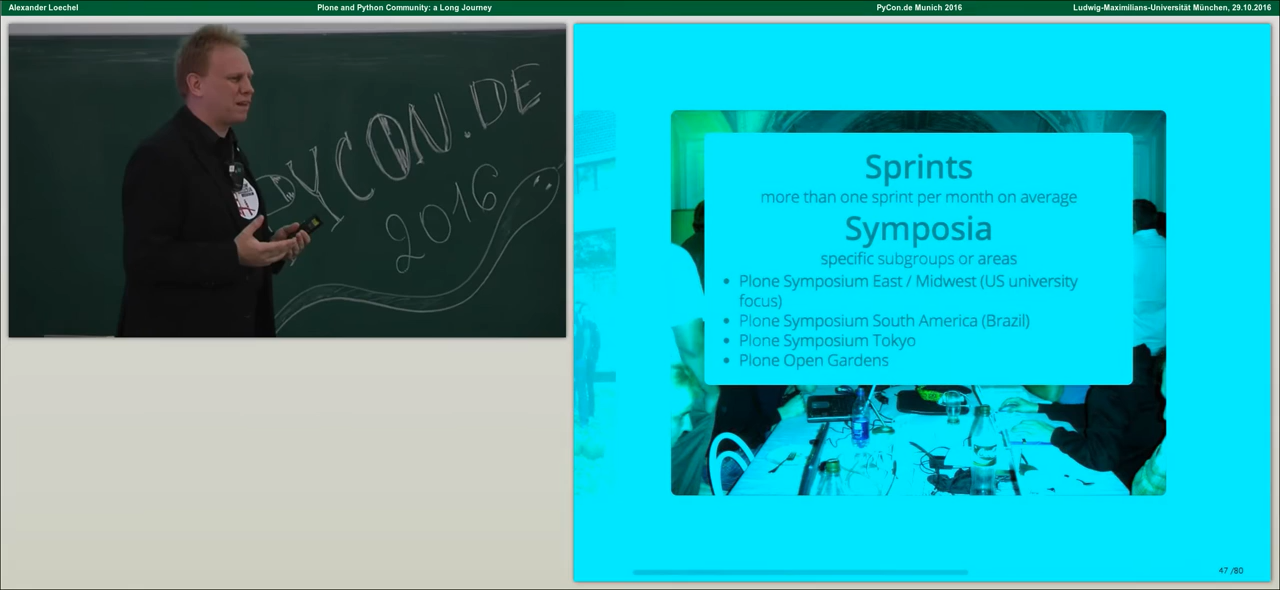 Alexander Loechel
Plone and Python Community: a Long Journey
PyCon.de Munich 2016
Ludwig-Maximilians-Universität München, 29.10.2016
PYCON.DE
2016
Sprints
more than one sprint per month on average
Symposia
specific subgroups or areas
• Plone Symposium East / Midwest (US university
focus)
• Plone Symposium South America (Brazil)
• Plone Symposium Tokyo
• Plone Open Gardens
47 /80